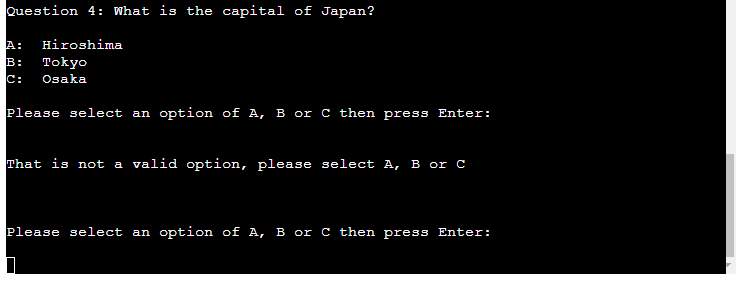 Question 4: What is the capital of Japan?
A:  Hiroshima
B:  Tokyo
C:  Osaka
Please select an option of A, B or C then press Enter:
That is not a valid option, please select A, B or C
Please select an option of A, B or C then press Enter: